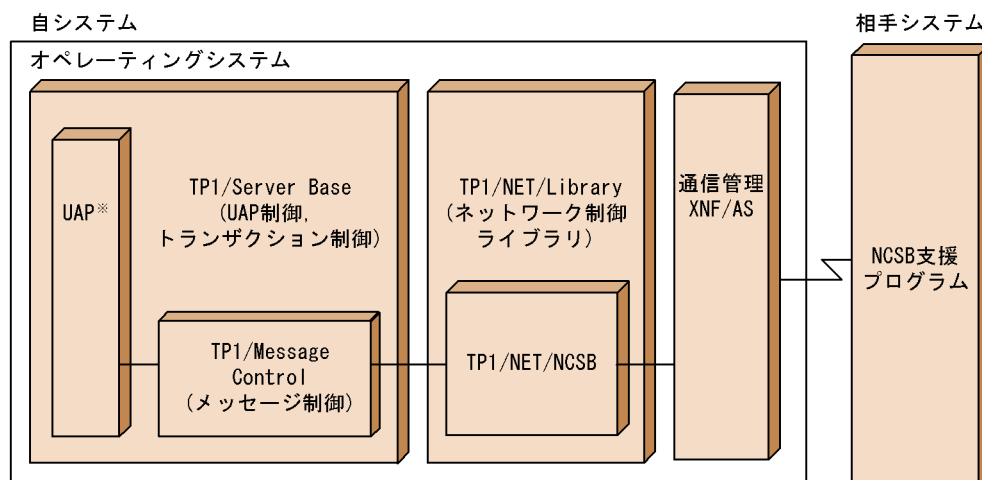 自システム
相手システム
オペレーティングシステム
UAP※
TP1/Server Base
(UAP制御,
トランザクション制御)
TP1/Message
Control
(メッセージ制御)
TP1/NET/Library
(ネットワーク制御
ライブラリ)
TP1/NET/NCSB
通信管理
XNF/AS
NCSB支援
プログラム